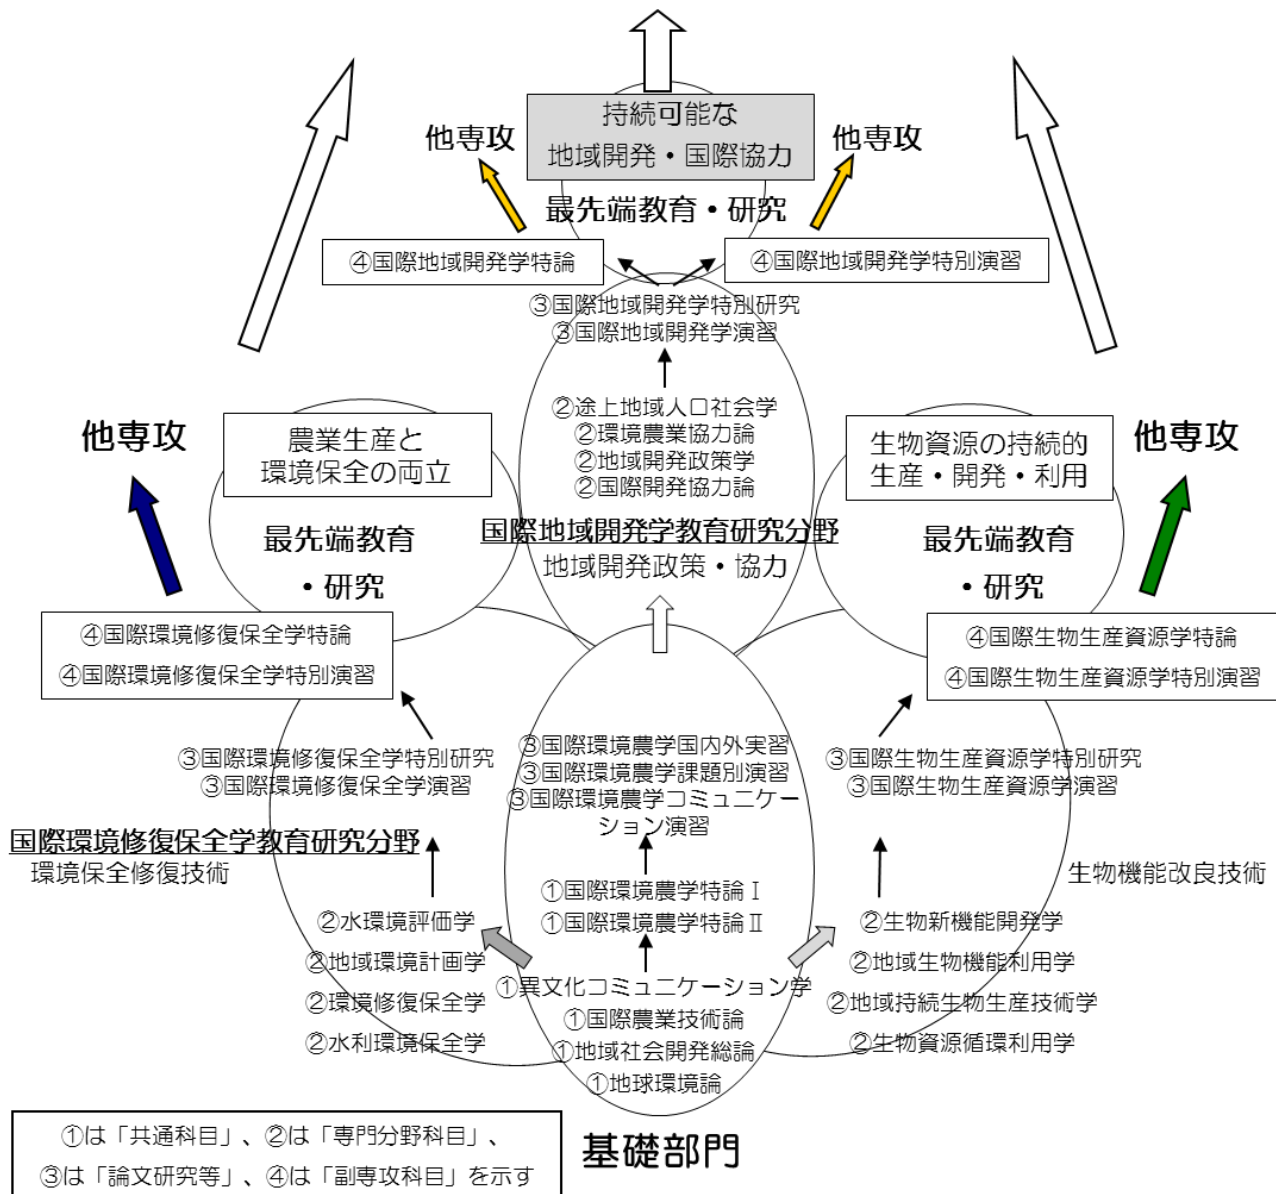 持続可能な
地域開発・国際協力
他専攻
他専攻
最先端教育・研究
④国際地域開発学特論
④国際地域開発学特別演習
③国際地域開発学特別研究
③国際地域開発学演習
②途上地域人口社会学
②環境農業協力論
②地域開発政策学
②国際開発協力論
国際地域開発学教育研究分野
地域開発政策・協力
他専攻
農業生産と
環境保全の両立
最先端教育
・研究
④国際環境修復保全学特論
④国際環境修復保全学特別演習
③国際環境修復保全学特別研究
③国際環境修復保全学演習
国際環境修復保全学教育研究分野
環境保全修復技術
②水環境評価学
②地域環境計画学
②環境修復保全学
②水利環境保全学
③国際環境農学国内外実習
③国際環境農学課題別演習
③国際環境農学コミュニケー
ション演習
①国際環境農学特論Ⅰ
①国際環境農学特論Ⅱ
①異文化コミュニケーション学
①国際農業技術論
①地域社会開発総論
①地球環境論
他専攻
生物資源の持続的
生産・開発・利用
最先端教育
・研究
④国際生物生産資源学特論
④国際生物生産資源学特別演習
③国際生物生産資源学特別研究
③国際生物生産資源学演習
生物機能改良技術
②生物新機能開発学
②地域生物機能利用学
②地域持続生物生産技術学
②生物資源循環利用学
①は「共通科目」、②は「専門分野科目」、
③は「論文研究等」、④は「副専攻科目」を示す
基礎部門